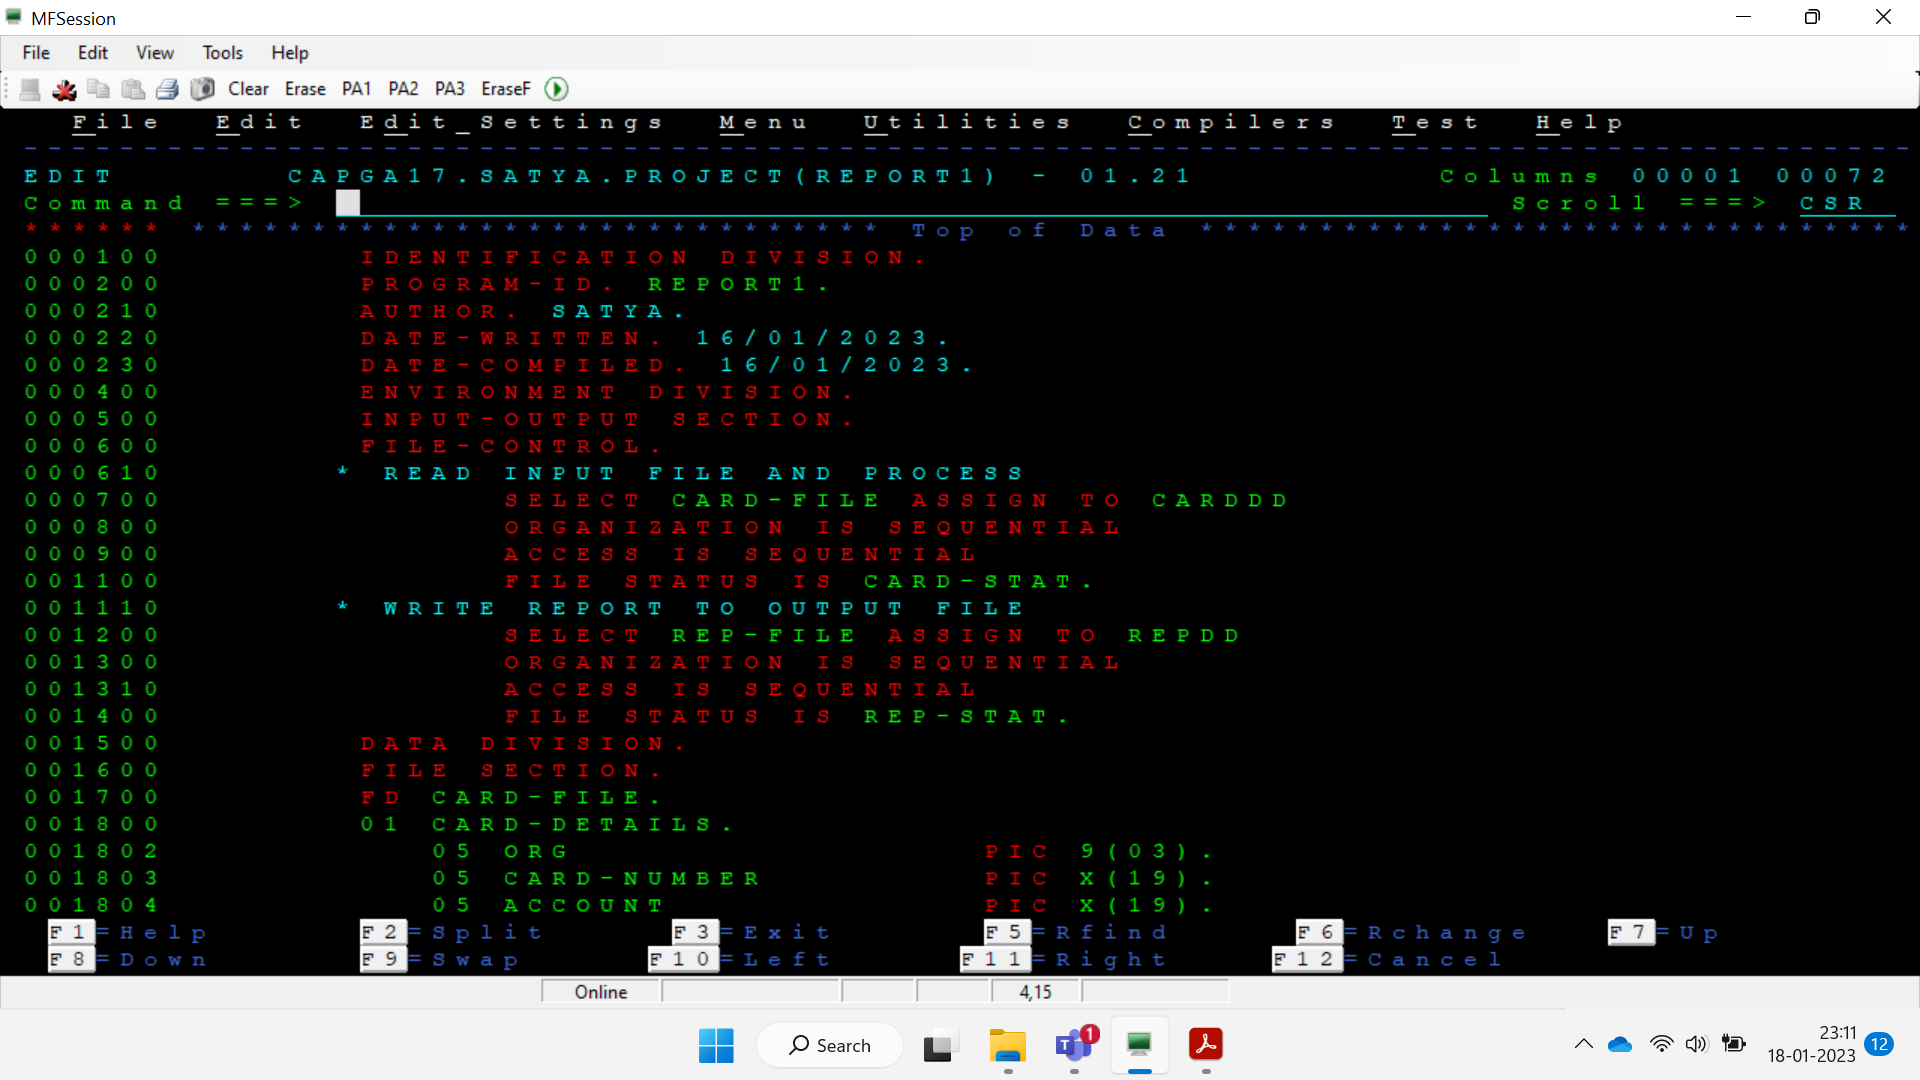 MFSession
File Edit View Tools Help
Clear Erase PA1 PA2 PA3 EraseF
File Edit Edit_Settings Menu Utilities Compilers Test Help
EDIT CAPGA17.SATYA.PROJECT(REPORT1) - 01.21 Columns 00001 00072
Command ===> Scroll ===> CSR
****** ***************************** Top of Data ******************************
000100 IDENTIFICATION DIVISION.
000200 PROGRAM-ID. REPORT1.
000210 AUTHOR. SATYA.
000220 DATE-WRITTEN. 16/01/2023.
000230 DATE-COMPILED. 16/01/2023.
000400 ENVIRONMENT DIVISION.
000500 INPUT-OUTPUT SECTION.
000600 FILE-CONTROL.
000610 * READ INPUT FILE AND PROCESS
000700 SELECT CARD-FILE ASSIGN TO CARDDD
000800 ORGANIZATION IS SEQUENTIAL
000900 ACCESS IS SEQUENTIAL
001100 FILE STATUS IS CARD-STAT.
001110 * WRITE REPORT TO OUTPUT FILE
001200 SELECT REP-FILE ASSIGN TO REPDD
001300 ORGANIZATION IS SEQUENTIAL
001310 ACCESS IS SEQUENTIAL
001400 FILE STATUS IS REP-STAT.
001500 DATA DIVISION.
001600 FILE SECTION.
001700 FD CARD-FILE.
001800 01 CARD-DETAILS.
001802 05 ORG PIC 9(03).
001803 05 CARD-NUMBER PIC X(19).
001804 05 ACCOUNT PIC X(19).
F1=Help F2=Split F3=Exit F5=Rfind F6=Rchange F7=Up
F8=Down F9=Swap F10=Left F11=Right F12=Cancel
Online 4,15
Search 1 23:11
18-01-2023 12